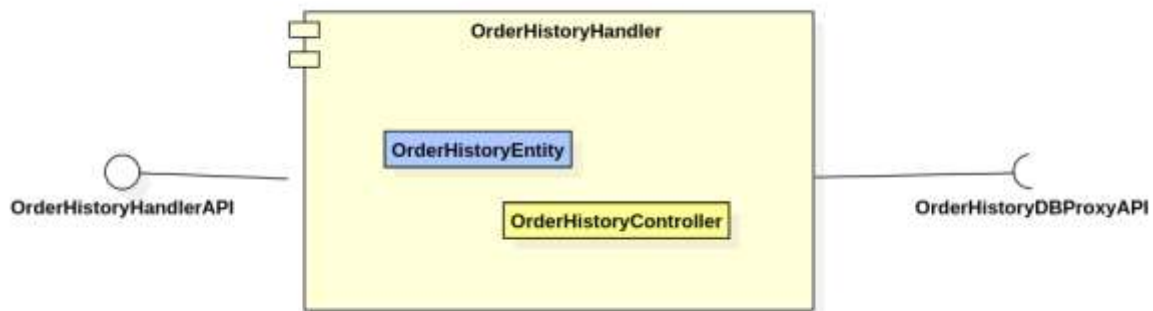 OrderHistoryHandler
OrderHistoryEntity
OrderHistoryHandlerAPI
OrderHistoryDBProxyAPI
OrderHistoryController